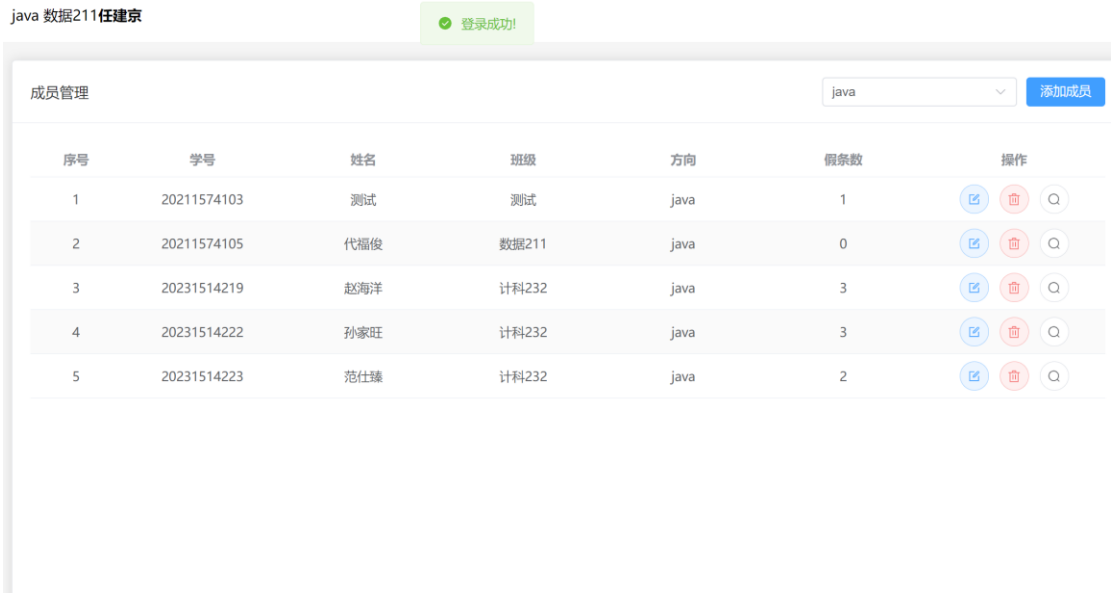 java 数据211任建京
登录成功!
成员管理 java 添加成员
序号 学号 姓名 班级 方向 假条数 操作
1 20211574103 测试 测试 java 1
2 20211574105 代福俊 数据211 java 0
3 20231514219 赵海洋 计科232 java 3
4 20231514222 孙家旺 计科232 java 3
5 20231514223 范仕臻 计科232 java 2